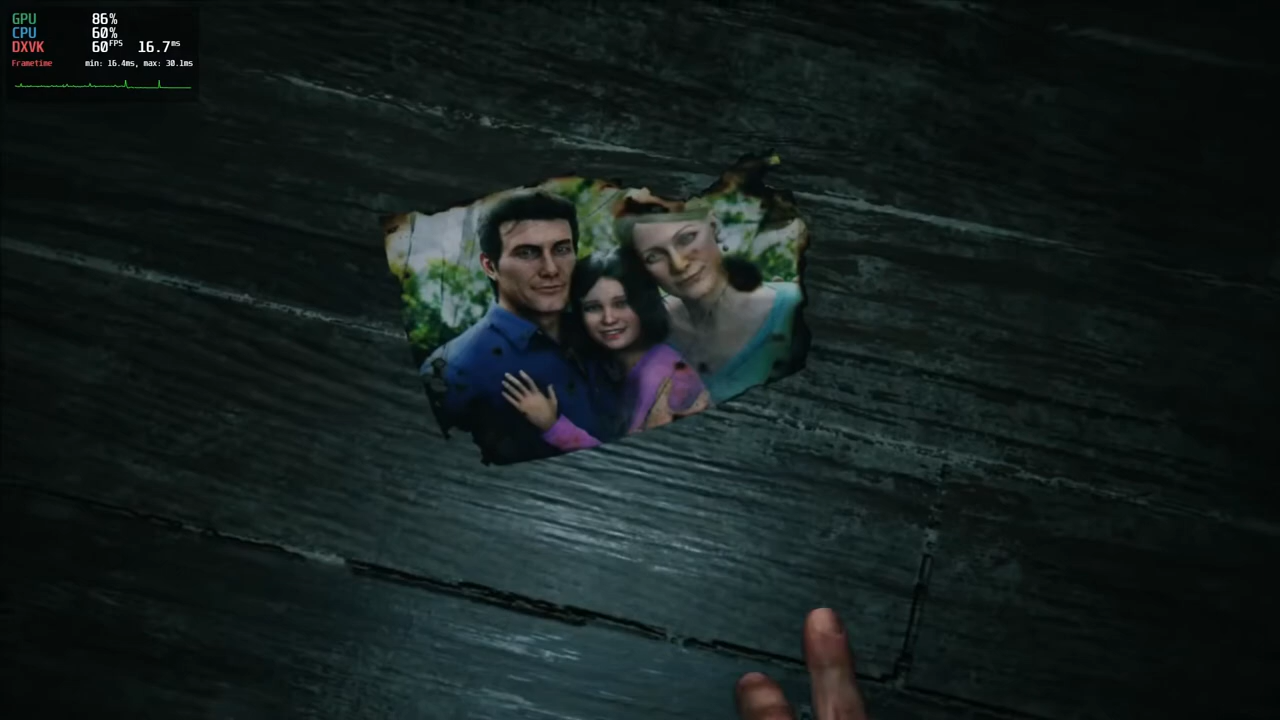 GPU 86%
CPU 60%
DXVK 60FPS 16.7ms
Frametime min: 16.4ms, max: 30.1ms